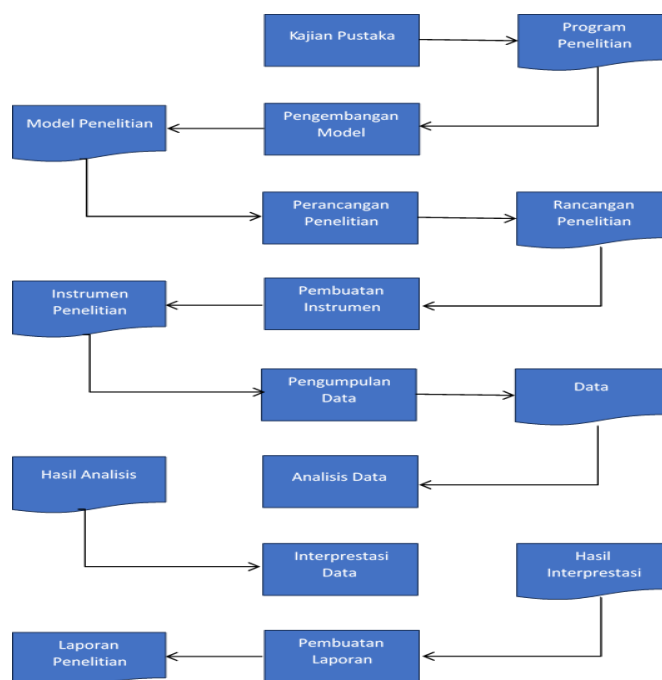 Kajian Pustaka
Program
Penelitian
Model Penelitian
Pengembangan
Model
Perancangan
Penelitian
Rancangan
Penelitian
Instrumen
Penelitian
Pembuatan
Instrumen
Pengumpulan
Data
Data
Hasil Analisis
Analisis Data
Interprestasi
Data
Hasil
Interprestasi
Laporan
Penelitian
Pembuatan
Laporan